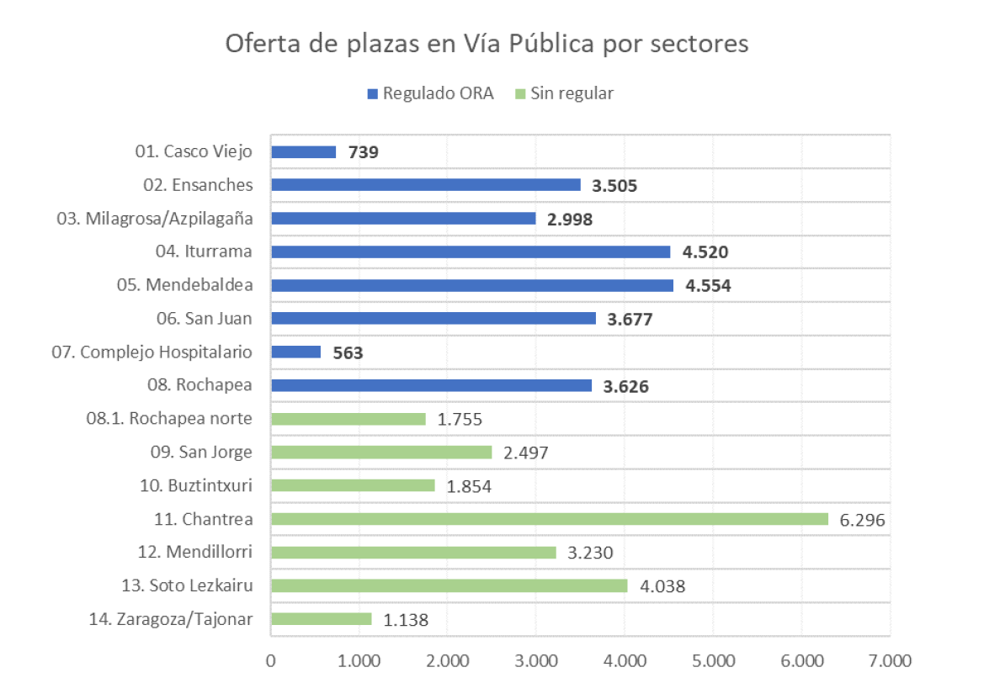 Oferta de plazas en Vía Pública por sectores
Regulado ORA Sin regular
01. Casco Viejo 739
02. Ensanches 3.505
03. Milagrosa/Azpilagaña 2.998
04. Iturrama 4.520
05. Mendebaldea 4.554
06. San Juan 3.677
07. Complejo Hospitalario 563
08. Rochapea 3.626
08.1. Rochapea norte 1.755
09. San Jorge 2.497
10. Buztintxuri 1.854
11. Chantrea 6.296
12. Mendillorri 3.230
13. Soto Lezkairu 4.038
14. Zaragoza/Tajonar 1.138
0 1.000 2.000 3.000 4.000 5.000 6.000 7.000